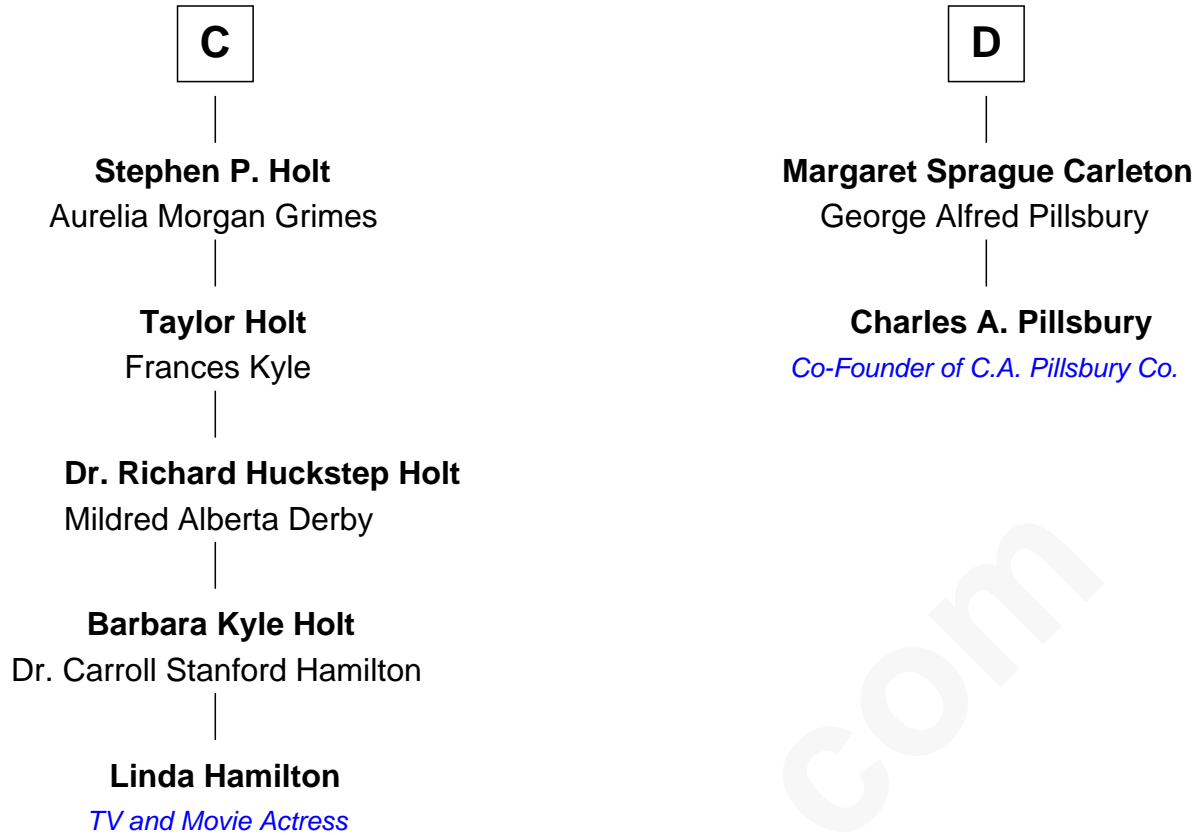 C
Stephen P. Holt
Aurelia Morgan Grimes
Taylor Holt
Frances Kyle
Dr. Richard Huckstep Holt
Mildred Alberta Derby
Barbara Kyle Holt
Dr. Carroll Stanford Hamilton
Linda Hamilton
TV and Movie Actress
D
Margaret Sprague Carleton
George Alfred Pillsbury
Charles A. Pillsbury
Co-Founder of C.A. Pillsbury Co.
com